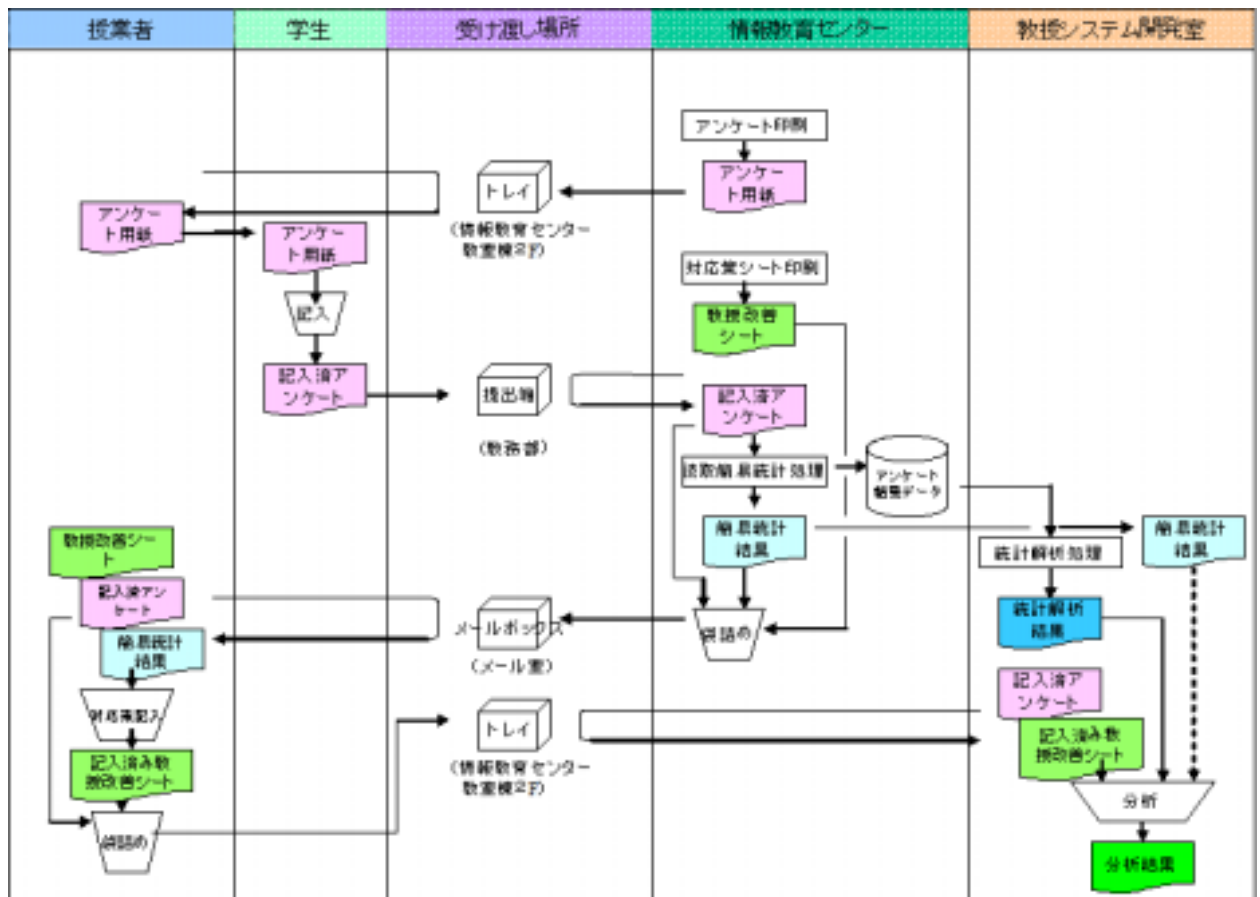 授業者
学生
受け渡し場所
情報教育センター
教授システム開発室
アンケート印刷
アンケー
ト用紙
トレイ
(情報教育センター
教室棟2F)
アンケー
ト用紙
アンケー
ト用紙
記入
記入済ア
ンケート
対応策シート印刷
教授改善
シート
提出箱
(教務部)
記入済ア
ンケート
読取簡易統計処理
アンケート
結果データ
簡易統計
結果
統計解析処理
簡易統計
結果
統計解析
結果
袋詰め
メールボックス
(メール室)
教授改善シー
ト
記入済アン
ケート
簡易統計
結果
対応策記入
記入済み教
授改善シート
袋詰め
トレイ
(情報教育センター
教室棟2F)
記入済ア
ンケート
記入済み教
授改善シート
分析
分析結果